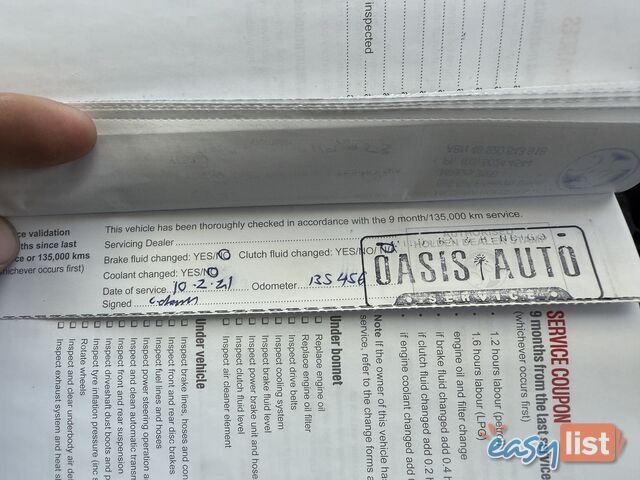 inspected
ce validation
ths since last
ce or 135,000 kms
whichever occurs first)
This vehicle has been thoroughly checked in accordance with the 9 month/135,000 km service.
Servicing Dealer
Brake fluid changed: YES/NO Clutch fluid changed: YES/NO
Coolant changed: YES/NO
Date of service 10.2.21 Odometer 135 456
Signed
OASIS AUTO
SERVICE COUPON
9 months from the last service
(whichever occurs first)
1.2 hours labour (petr
1.6 hours labour (LPG)
engine oil and filter change
if brake fluid changed add 0.4 h
if clutch fluid changed add 0.2 h
if engine coolant changed add
Note If the owner of this vehicle ha
service, refer to the change forms a
Under bonnet
Replace engine oil
Replace engine oil filter
Inspect drive belts
Inspect cooling system
Inspect brake fluid level
Inspect power brake unit and hose
Inspect clutch fluid level
Inspect air cleaner element
Under vehicle
Inspect brake lines, hoses and con
Inspect front and rear disc brakes
Inspect fuel lines and hoses
Inspect power steering operation a
Inspect and clean automatic transm
Inspect front and rear suspension
Inspect driveshaft dust boots and p
Inspect tyre inflation pressure (inc s
Rotate wheels
Inspect and clear underbody air de
Inspect exhaust system and heat s
easylist